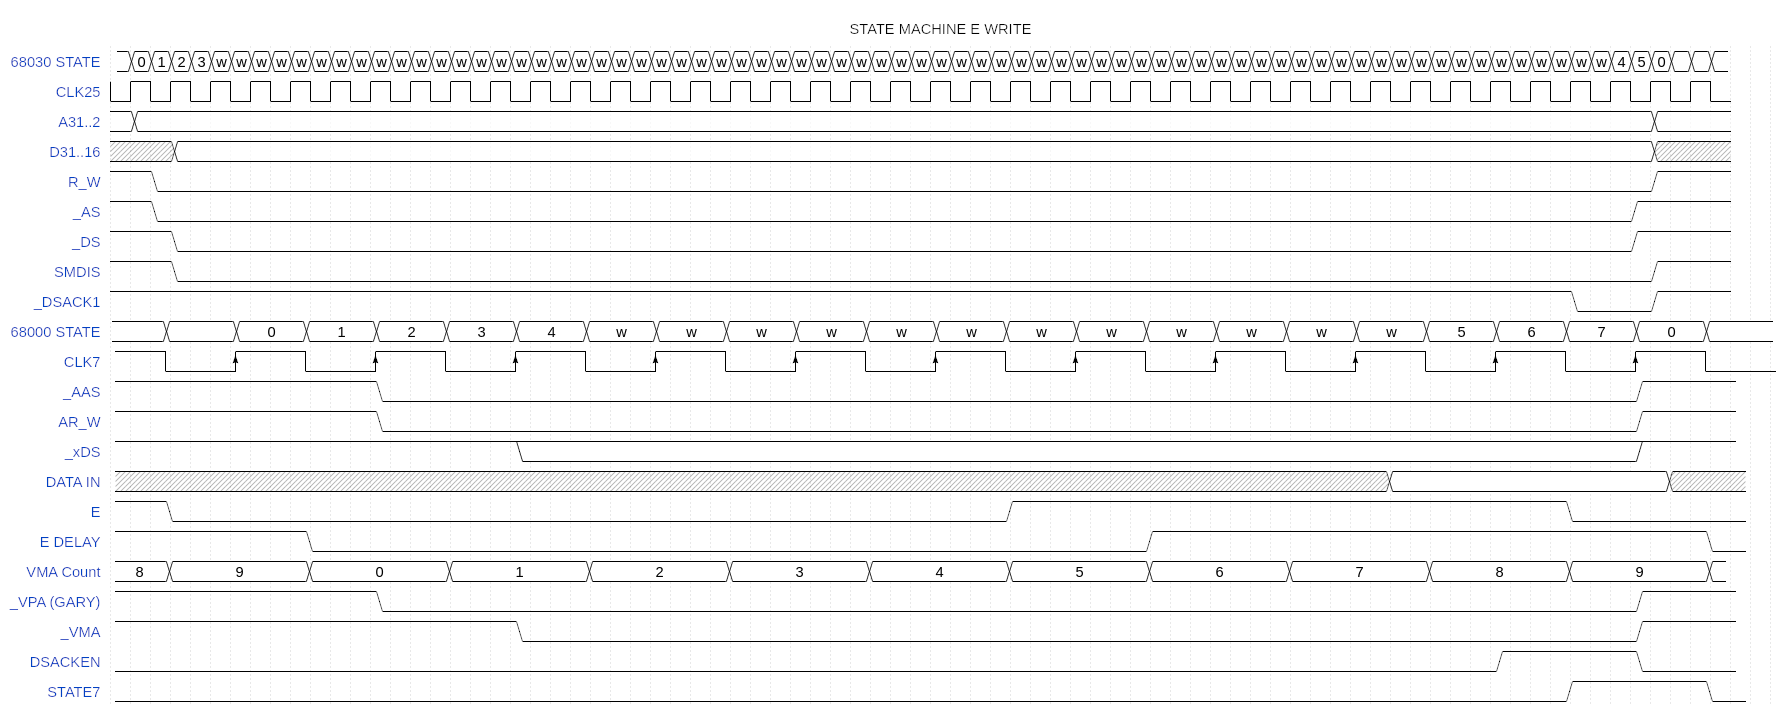 STATE MACHINE E WRITE
68030 STATE 0 1 2 3 w w w w w w w w w w w w w w w w w w w w w w w w w w w w w w w w w w w w w w w w w w w w w w w w w w w w w w w w w w w w w w w w w w w w w w 4 5 0
CLK25
A31..2
D31..16
R_W
_AS
_DS
SMDIS
_DSACK1
68000 STATE 0 1 2 3 4 w w w w w w w w w w w w 5 6 7 0
CLK7
_AAS
AR_W
_xDS
DATA IN
E
E DELAY
VMA Count 8 9 0 1 2 3 4 5 6 7 8 9
_VPA (GARY)
_VMA
DSACKEN
STATE7